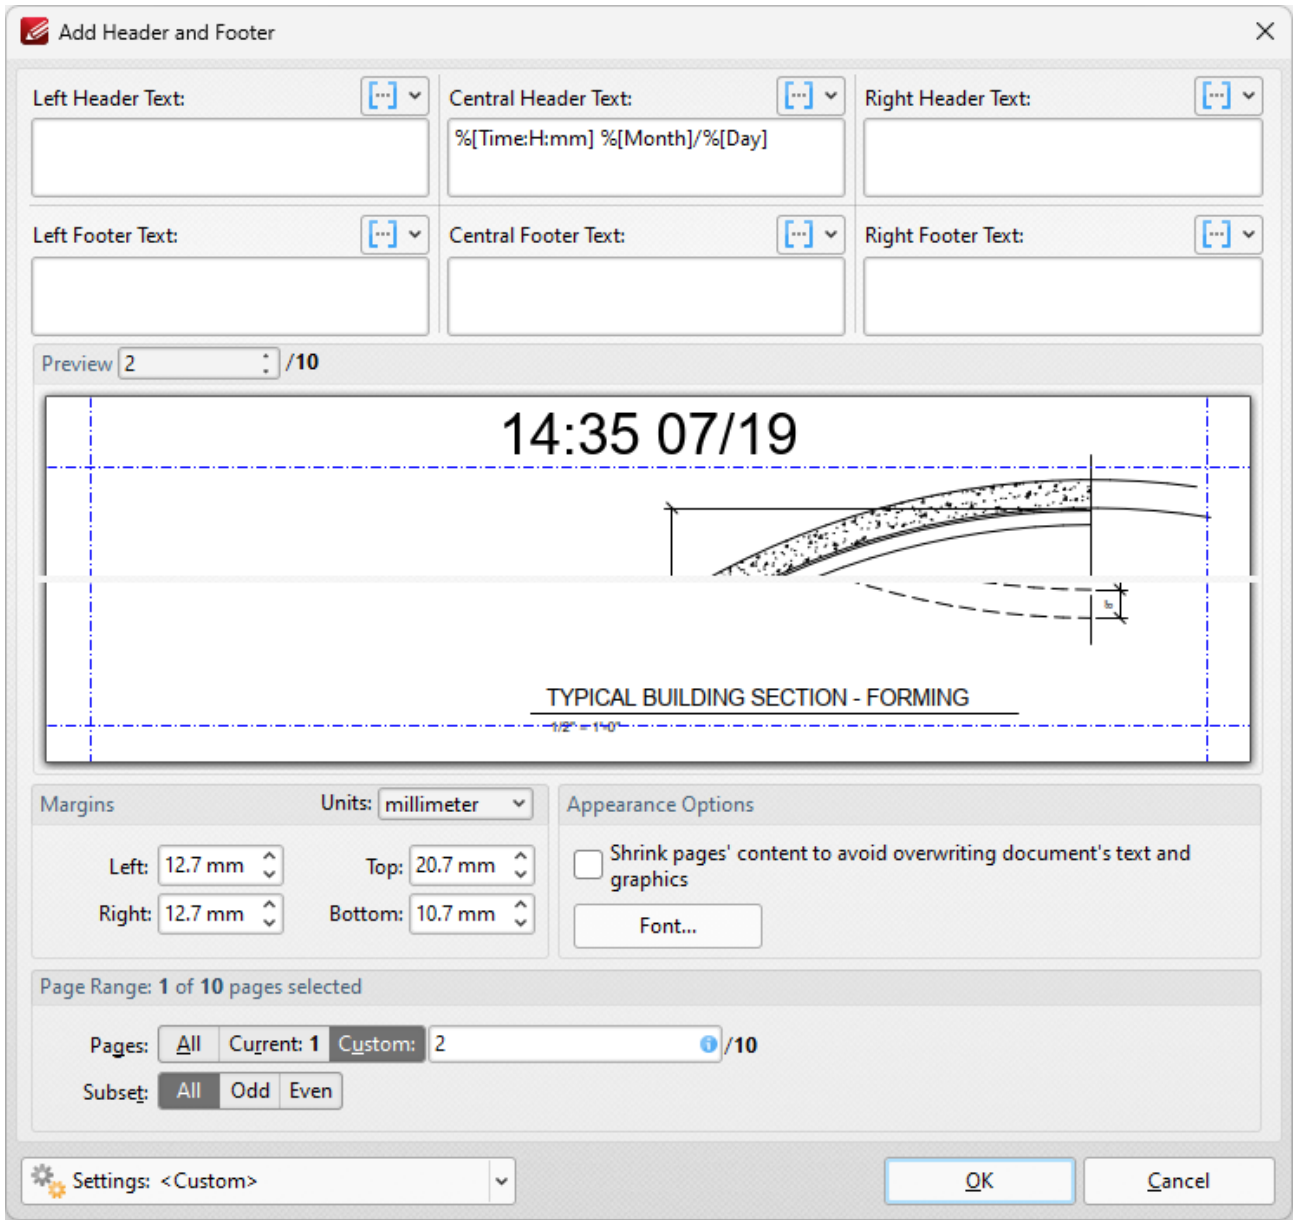 Add Header and Footer
Left Header Text:
Central Header Text:
Right Header Text:
%[Time:H:mm] %[Month]/%[Day]
Left Footer Text:
Central Footer Text:
Right Footer Text:
Preview 2 /10
14:35 07/19
TYPICAL BUILDING SECTION - FORMING
1/2" = 1'-0"
Margins
Units: millimeter
Appearance Options
Left: 12.7 mm
Top: 20.7 mm
Shrink pages' content to avoid overwriting document's text and
graphics
Right: 12.7 mm
Bottom: 10.7 mm
Font...
Page Range: 1 of 10 pages selected
Pages: All Current: 1 Custom: 2 /10
Subset: All Odd Even
Settings: <Custom>
OK
Cancel